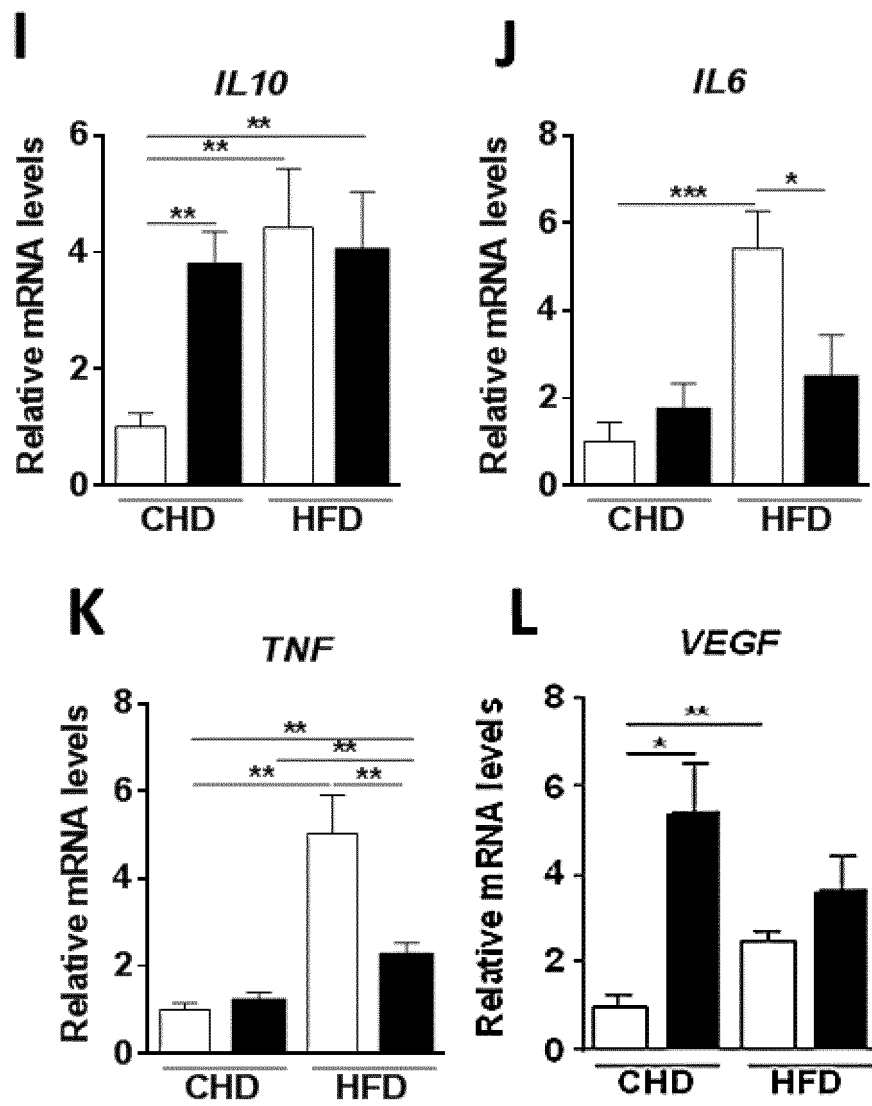 I
IL10
Relative mRNA levels
6
4
2
0
**
**
**
CHD
HFD
J
IL6
Relative mRNA levels
8
6
4
2
0
***
*
CHD
HFD
K
TNF
Relative mRNA levels
8
6
4
2
0
**
**
**
**
CHD
HFD
L
VEGF
Relative mRNA levels
8
6
4
2
0
**
*
CHD
HFD